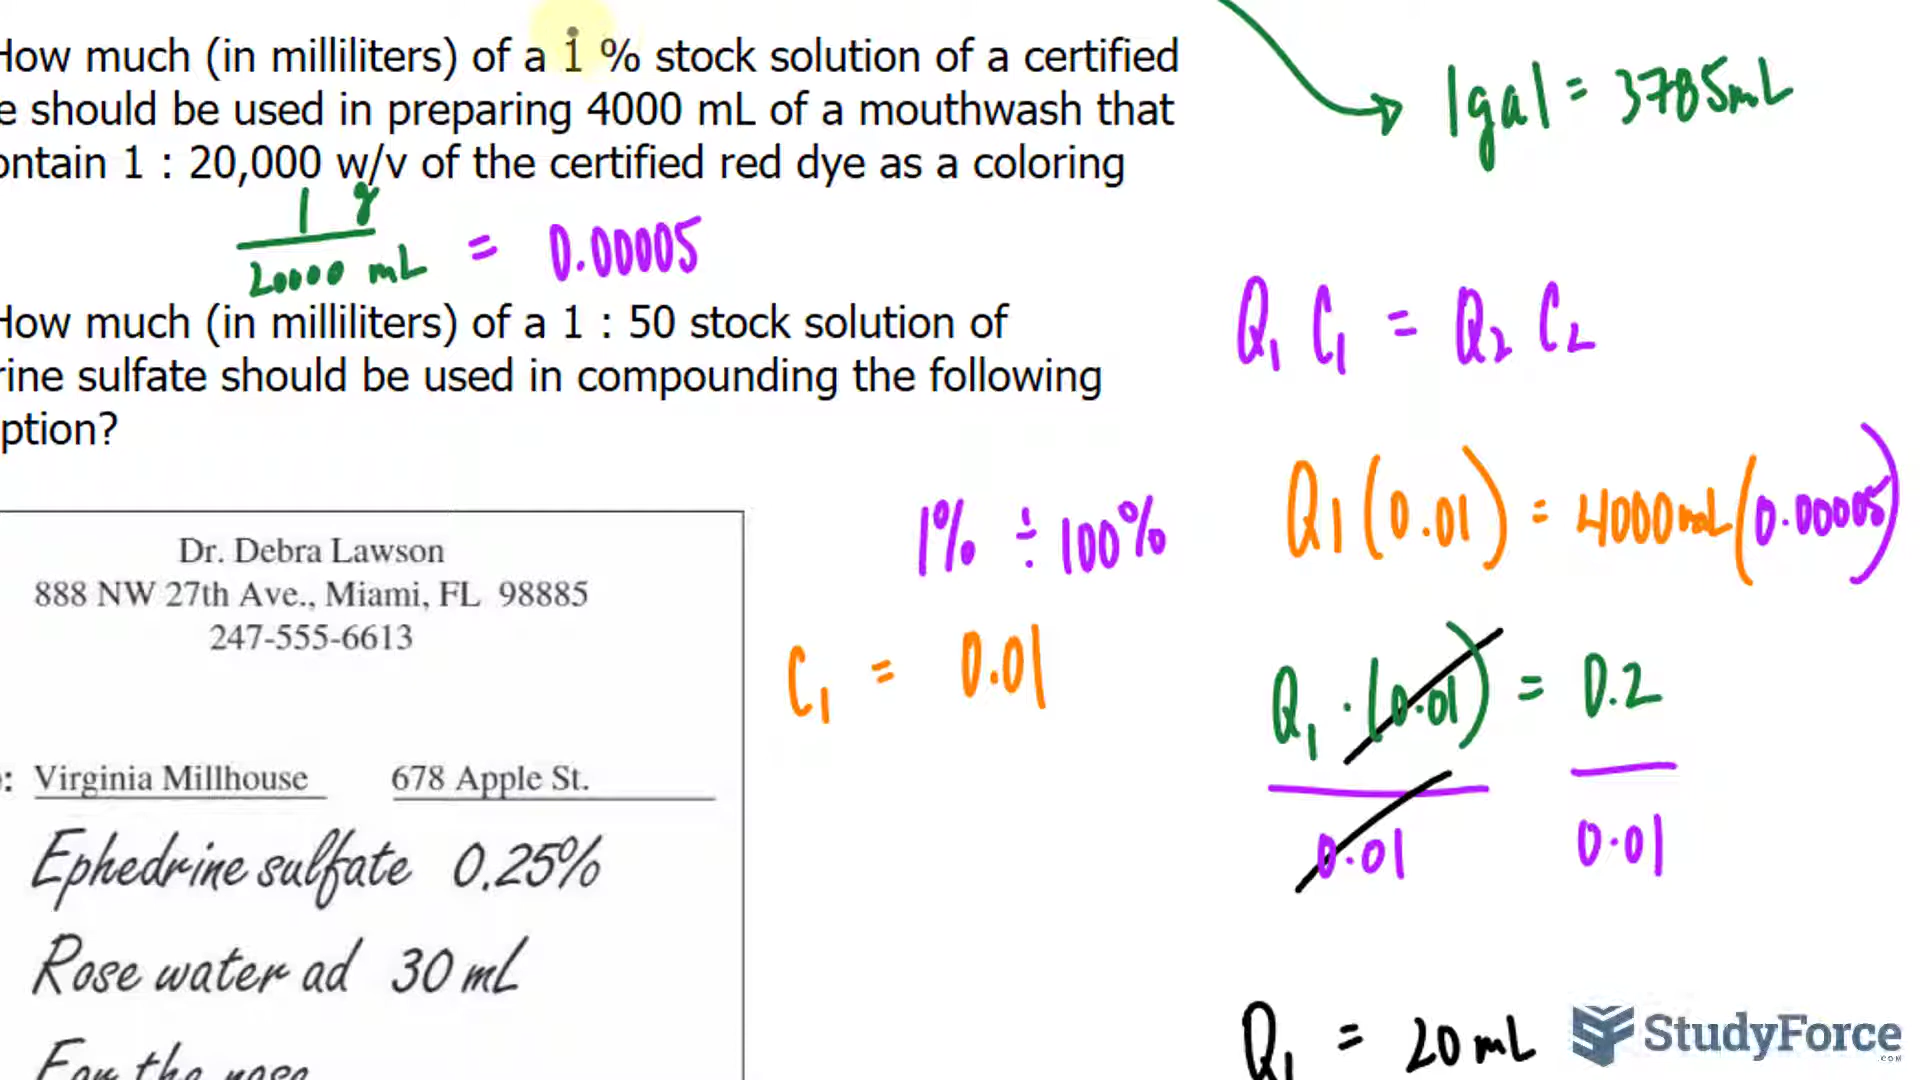 How much (in milliliters) of a 1 % stock solution of a certified
e should be used in preparing 4000 mL of a mouthwash that
ontain 1 : 20,000 w/v of the certified red dye as a coloring
1 g
20000 mL
= 0.00005
How much (in milliliters) of a 1 : 50 stock solution of
rine sulfate should be used in compounding the following
ption?
Dr. Debra Lawson
888 NW 27th Ave., Miami, FL 98885
247-555-6613
: Virginia Millhouse 678 Apple St.
Ephedrine sulfate 0.25%
Rose water ad 30 mL
For the nose
1% ÷ 100%
C1 = 0.01
1gal = 3785mL
Q1 C1 = Q2 C2
Q1 (0.01) = 4000mL (0.00005)
Q1 · (0.01) = 0.2
0.01 0.01
Q1 = 20 mL
StudyForce
.COM